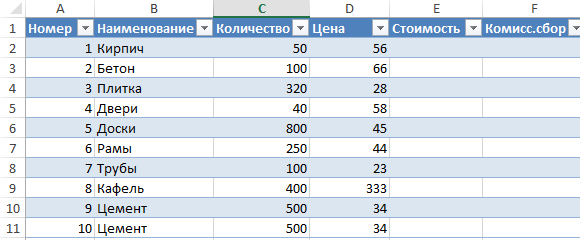 A B C D E F
1 Номер Наименование Количество Цена Стоимость Комисс.сбор
2 1 Кирпич 50 56
3 2 Бетон 100 66
4 3 Плитка 320 28
5 4 Двери 40 58
6 5 Доски 800 45
7 6 Рамы 250 44
8 7 Трубы 100 23
9 8 Кафель 400 333
10 9 Цемент 500 34
11 10 Цемент 500 34